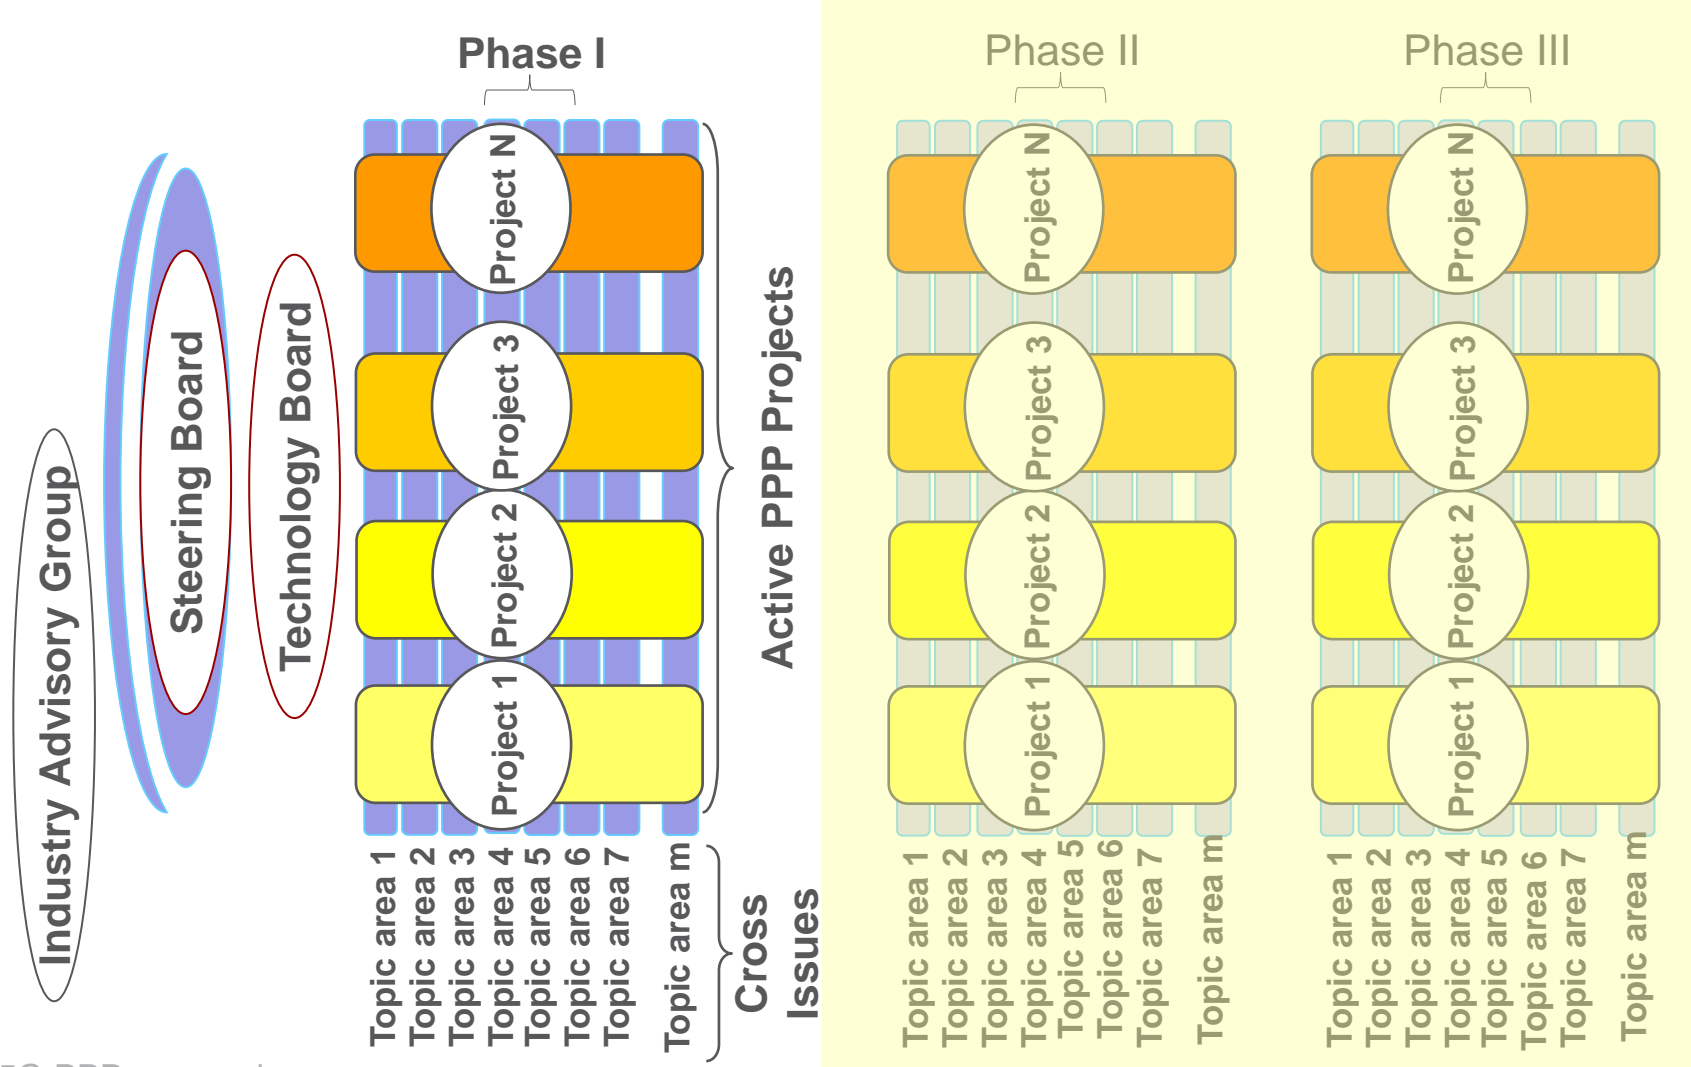 Phase I
Phase II
Phase III
Industry Advisory Group
Steering Board
Technology Board
Project N
Project 3
Project 2
Project 1
Active PPP Projects
Topic area 1
Topic area 2
Topic area 3
Topic area 4
Topic area 5
Topic area 6
Topic area 7
Topic area m
Cross
Issues
Project N
Project 3
Project 2
Project 1
Topic area 1
Topic area 2
Topic area 3
Topic area 4
Topic area 5
Topic area 6
Topic area 7
Topic area m
Project N
Project 3
Project 2
Project 1
Topic area 1
Topic area 2
Topic area 3
Topic area 4
Topic area 5
Topic area 6
Topic area 7
Topic area m